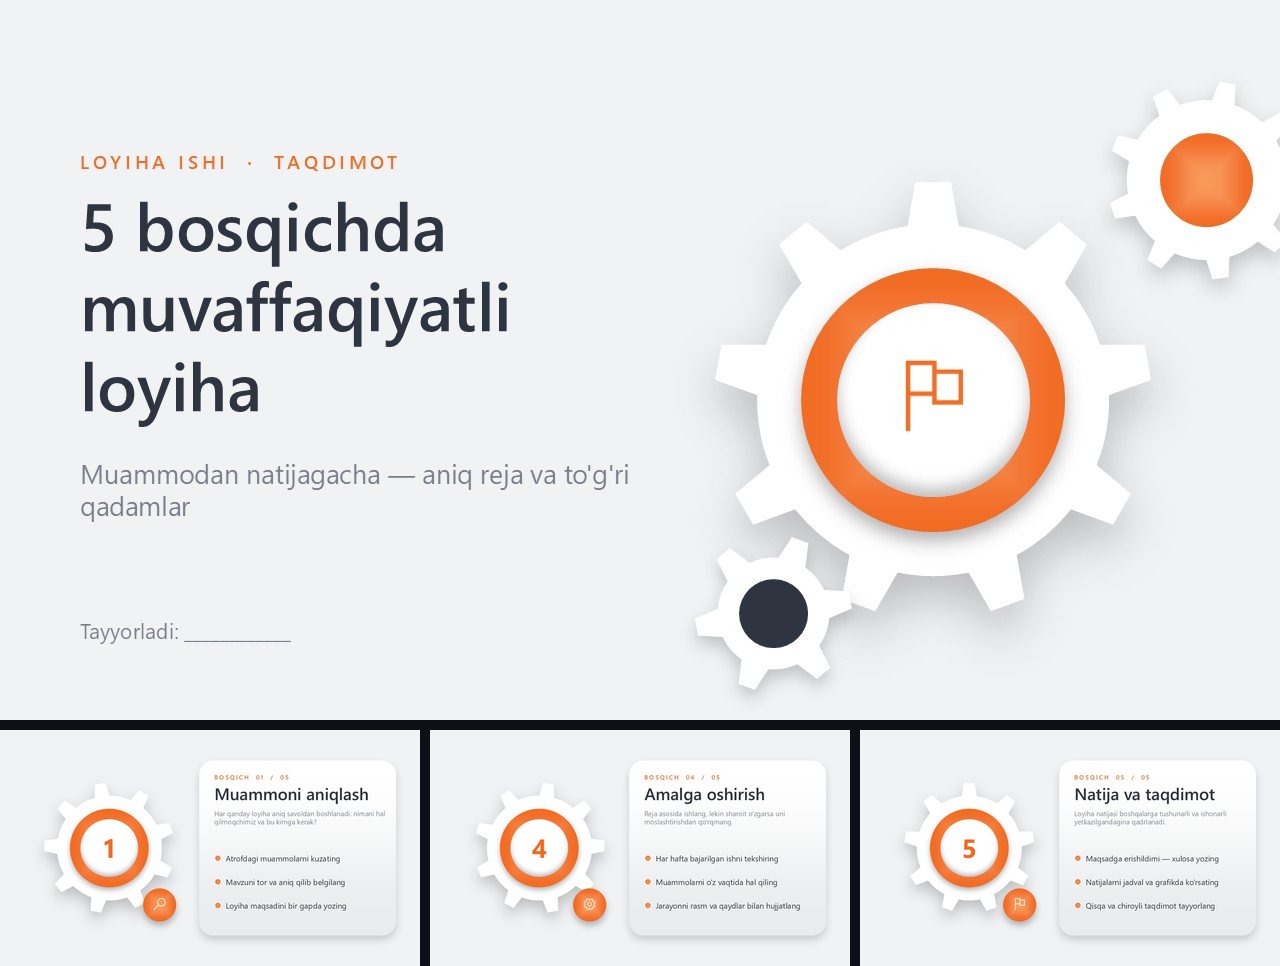 LOYIHA ISHI · TAQDIMOT
5 bosqichda
muvaffaqiyatli
loyiha
Muammodan natijagacha — aniq reja va to'g'ri
qadamlar
Tayyorladi: ____________
1
BOSQICH 01 / 05
Muammoni aniqlash
Har qanday loyiha aniq savoldan boshlanadi: nimani hal
qilmoqchimiz va bu kimga kerak?
Atrofdagi muammolarni kuzating
Mavzuni tor va aniq qilib belgilang
Loyiha maqsadini bir gapda yozing
4
BOSQICH 04 / 05
Amalga oshirish
Reja asosida ishlang, lekin sharoit o'zgarsa uni
moslashtirishdan qo'rqmang.
Har hafta bajarilgan ishni tekshiring
Muammolarni o'z vaqtida hal qiling
Jarayonni rasm va qaydlar bilan hujjatlang
5
BOSQICH 05 / 05
Natija va taqdimot
Loyiha natijasi boshqalarga tushunarli va ishonarli
yetkazilgandagina qadrlanadi.
Maqsadga erishildimi — xulosa yozing
Natijalarni jadval va grafikda ko'rsating
Qisqa va chiroyli taqdimot tayyorlang